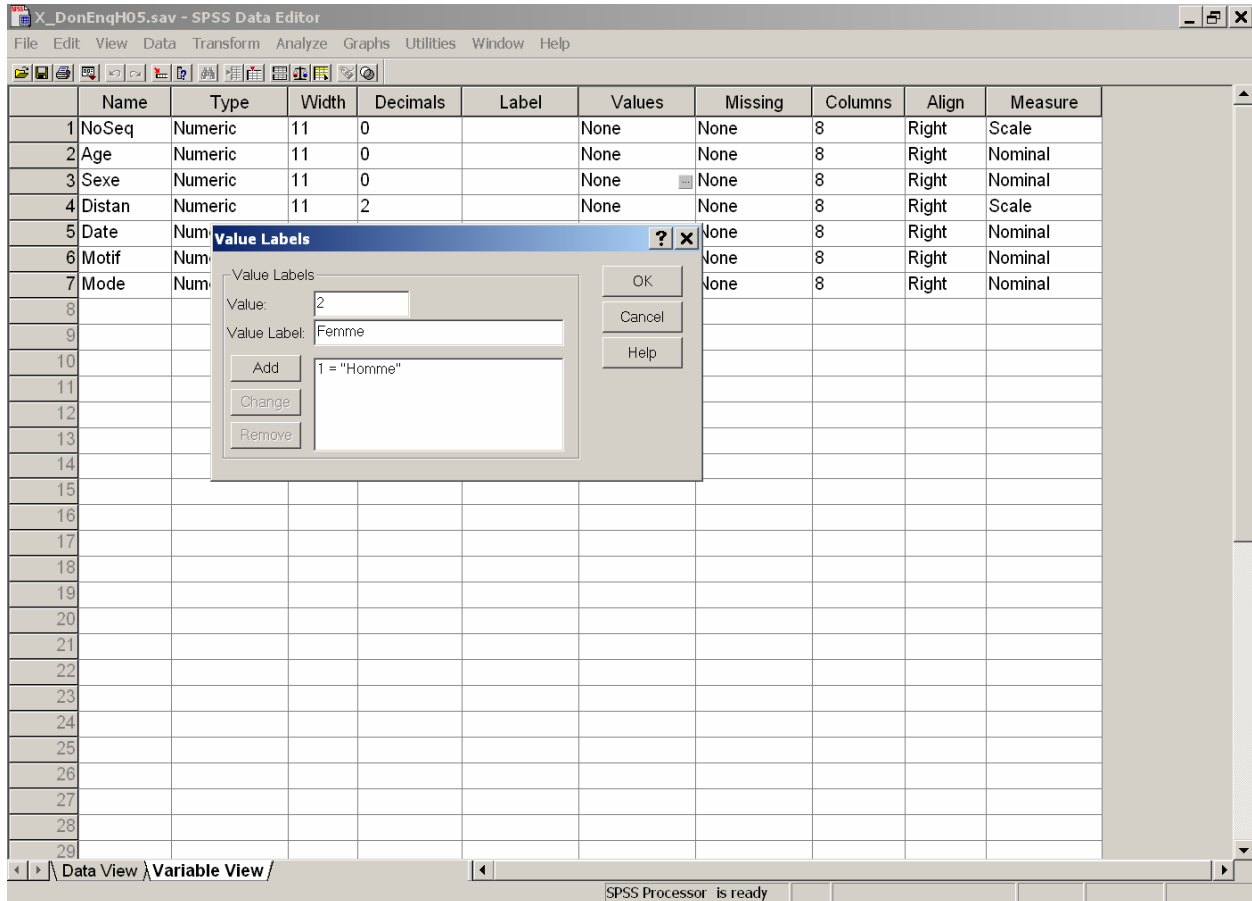 X_DonEnqH05.sav - SPSS Data Editor
File Edit View Data Transform Analyze Graphs Utilities Window Help
Name Type Width Decimals Label Values Missing Columns Align Measure
1 NoSeq Numeric 11 0 None None 8 Right Scale
2 Age Numeric 11 0 None None 8 Right Nominal
3 Sexe Numeric 11 0 None ... None 8 Right Nominal
4 Distan Numeric 11 2 None None 8 Right Scale
5 Date Num None 8 Right Nominal
6 Motif Num None 8 Right Nominal
7 Mode Num None 8 Right Nominal
8
9
10
11
12
13
14
15
16
17
18
19
20
21
22
23
24
25
26
27
28
29
Value Labels
Value Labels
Value: 2
Value Label: Femme
Add
Change
Remove
1 = "Homme"
OK
Cancel
Help
Data View Variable View
SPSS Processor is ready